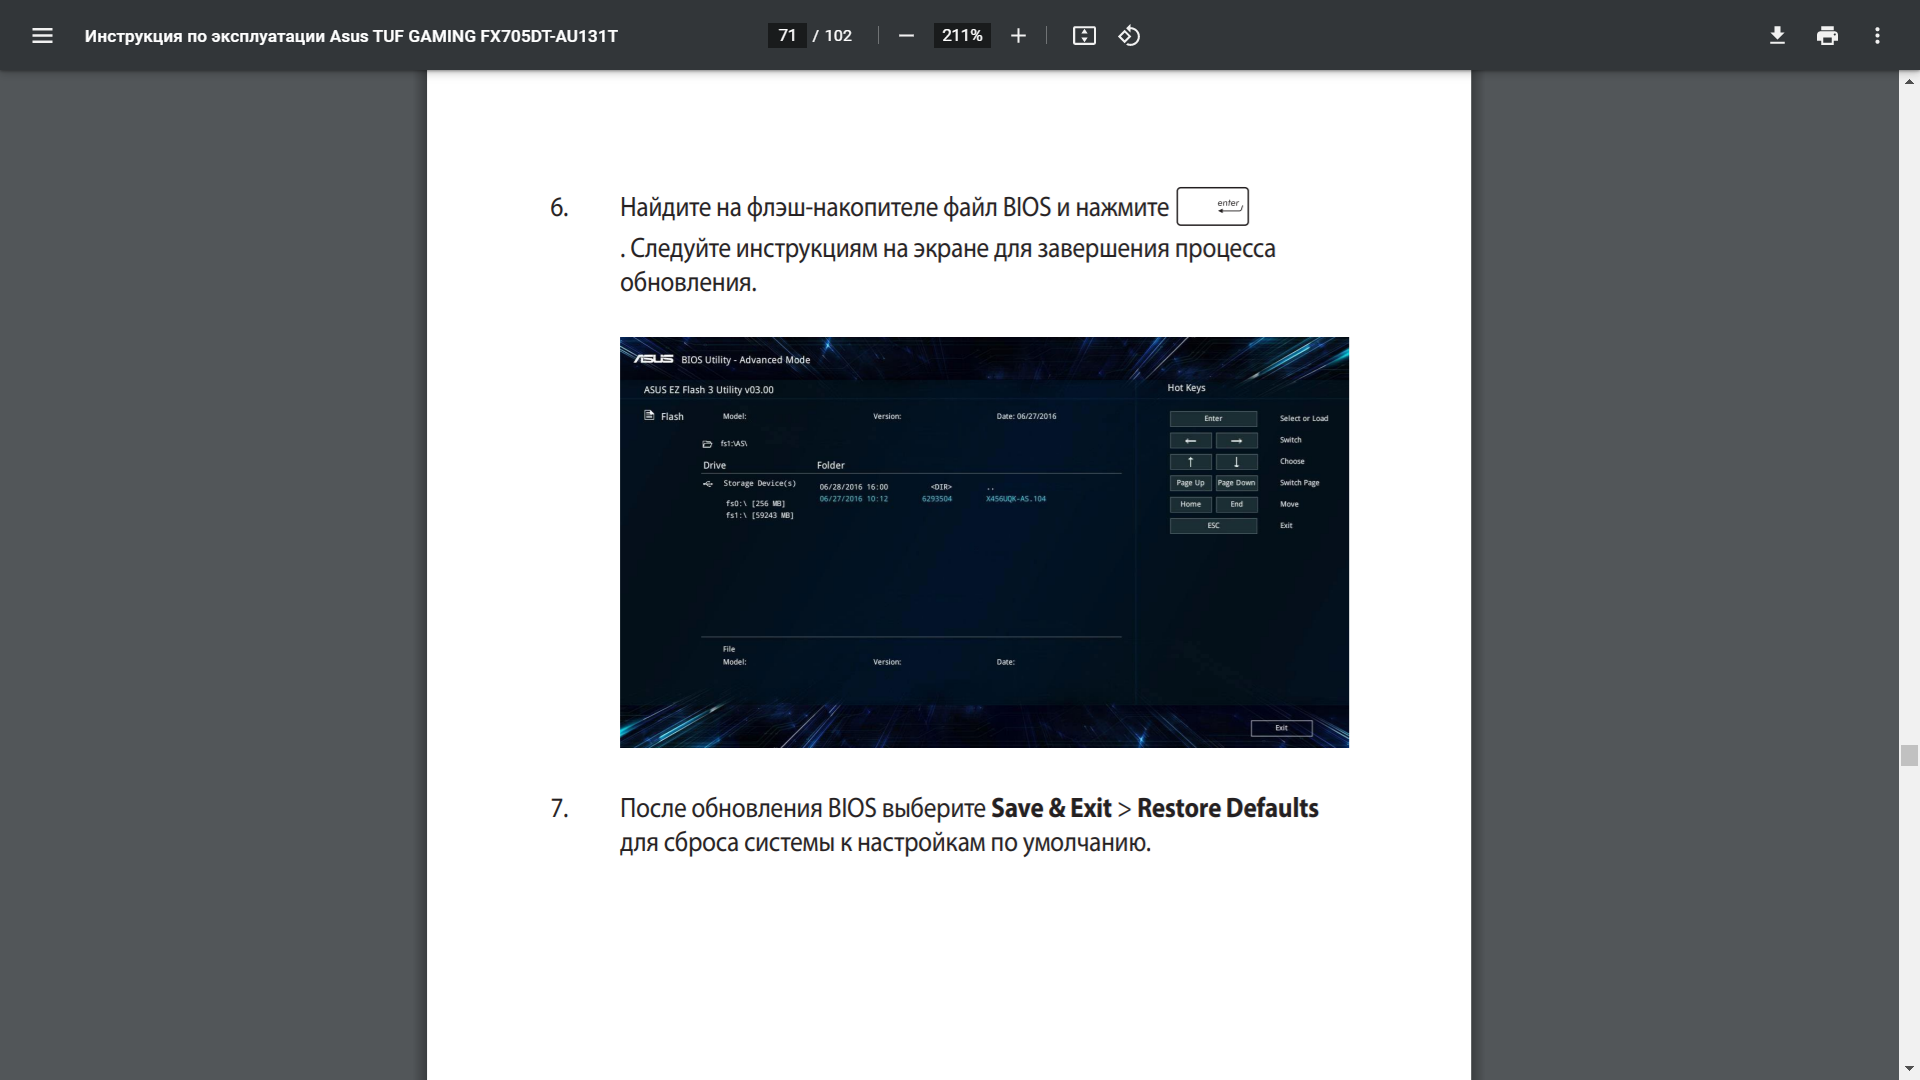 Инструкция по эксплуатации Asus TUF GAMING FX705DT-AU131T
71 / 102
211%
6. Найдите на флэш-накопителе файл BIOS и нажмите enter
. Следуйте инструкциям на экране для завершения процесса
обновления.
ASUS BIOS Utility - Advanced Mode
ASUS EZ Flash 3 Utility v03.00
Hot Keys
Flash Model: Version: Date: 06/27/2016
Enter Select or Load
fs1:\AS\
← → Switch
Drive Folder
↑ ↓ Choose
Storage Device(s) 06/28/2016 16:00 <DIR> ..
Page Up Page Down Switch Page
06/27/2016 10:12 6293504 X456UQK-AS.104
fs0:\ [256 MB]
Home End Move
fs1:\ [59243 MB]
ESC Exit
File
Model: Version: Date:
Exit
7. После обновления BIOS выберите Save & Exit > Restore Defaults
для сброса системы к настройкам по умолчанию.